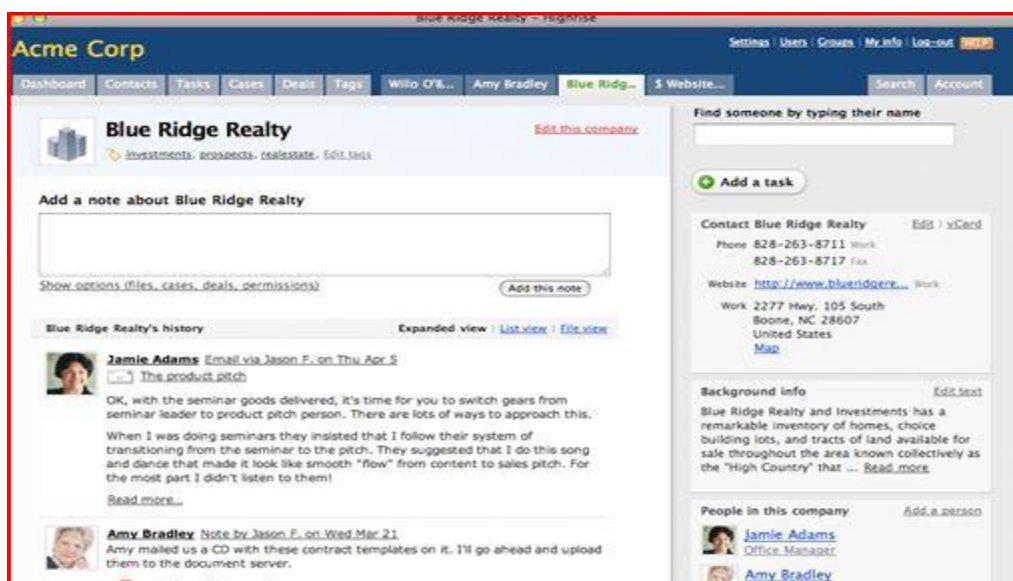 Blue Ridge Realty – Highrise
Acme Corp
Settings | Users | Groups | My info | Log-out HELP
Dashboard Contacts Tasks Cases Deals Tags Willo O'B... Amy Bradley Blue Ridg... $ Website... Search Account
Blue Ridge Realty
Edit this company
investments, prospects, realestate, Edit tags
Add a note about Blue Ridge Realty
Show options (files, cases, deals, permissions)
Add this note
Blue Ridge Realty's history
Expanded view | List view | File view
Jamie Adams Email via Jason F. on Thu Apr 5
The product pitch
OK, with the seminar goods delivered, it's time for you to switch gears from
seminar leader to product pitch person. There are lots of ways to approach this.
When I was doing seminars they insisted that I follow their system of
transitioning from the seminar to the pitch. They suggested that I do this song
and dance that made it look like smooth "flow" from content to sales pitch. For
the most part I didn't listen to them!
Read more...
Amy Bradley Note by Jason F. on Wed Mar 21
Amy mailed us a CD with these contract templates on it. I'll go ahead and upload
them to the document server.
Find someone by typing their name
Add a task
Contact Blue Ridge Realty Edit | vCard
Phone 828-263-8711 Work
828-263-8717 Fax
Website http://www.blueridgere... Work
Work 2277 Hwy. 105 South
Boone, NC 28607
United States
Map
Background info Edit text
Blue Ridge Realty and Investments has a
remarkable inventory of homes, choice
building lots, and tracts of land available for
sale throughout the area known collectively as
the "High Country" that ... Read more
People in this company Add a person
Jamie Adams
Office Manager
Amy Bradley